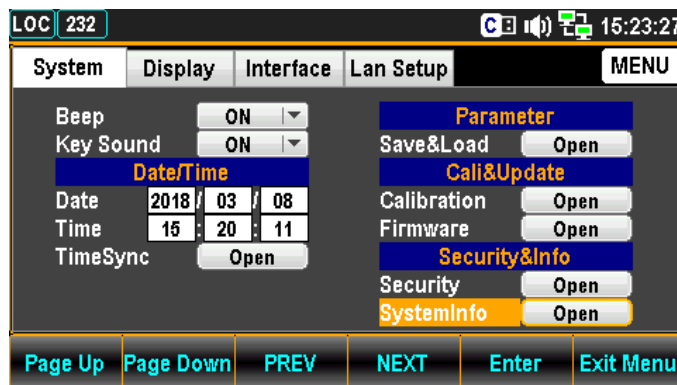 LOC 232 C 15:23:27
System Display Interface Lan Setup MENU
Beep ON
Key Sound ON
Date/Time
Date 2018 / 03 / 08
Time 15 : 20 : 11
TimeSync Open
Parameter
Save&Load Open
Cali&Update
Calibration Open
Firmware Open
Security&Info
Security Open
SystemInfo Open
Page Up Page Down PREV NEXT Enter Exit Menu